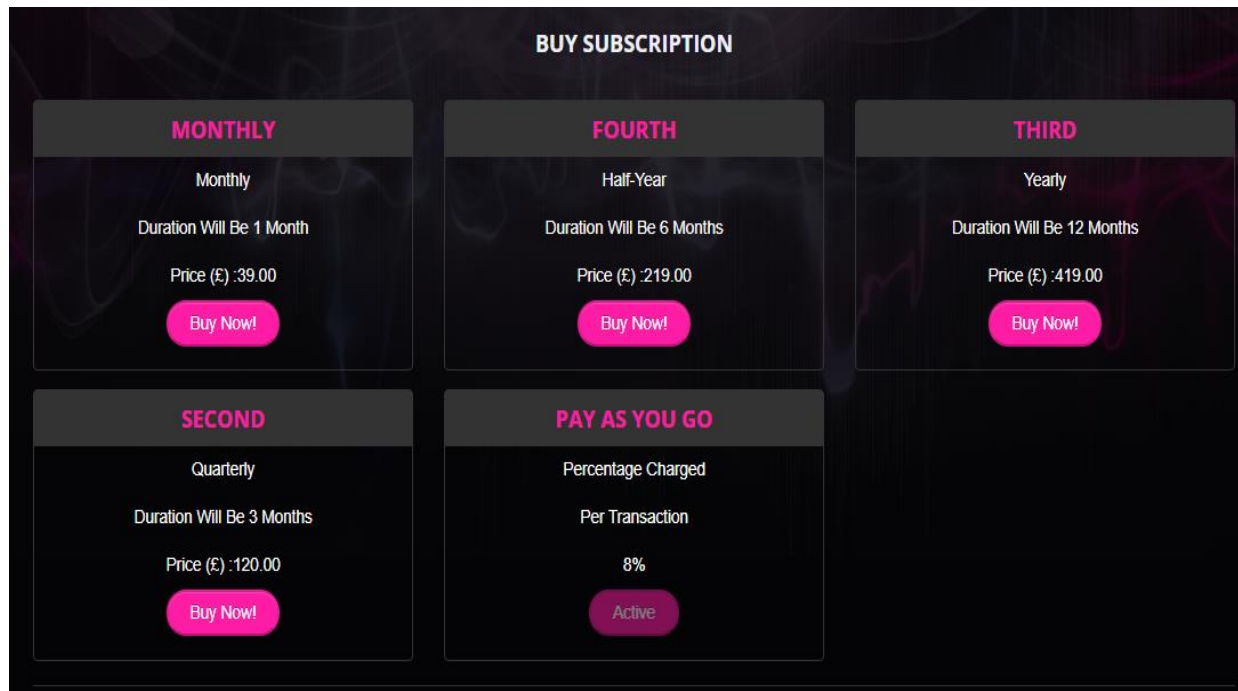 BUY SUBSCRIPTION
MONTHLY
Monthly
Duration Will Be 1 Month
Price (£) :39.00
Buy Now!
FOURTH
Half-Year
Duration Will Be 6 Months
Price (£) :219.00
Buy Now!
THIRD
Yearly
Duration Will Be 12 Months
Price (£) :419.00
Buy Now!
SECOND
Quarterly
Duration Will Be 3 Months
Price (£) :120.00
Buy Now!
PAY AS YOU GO
Percentage Charged
Per Transaction
8%
Active